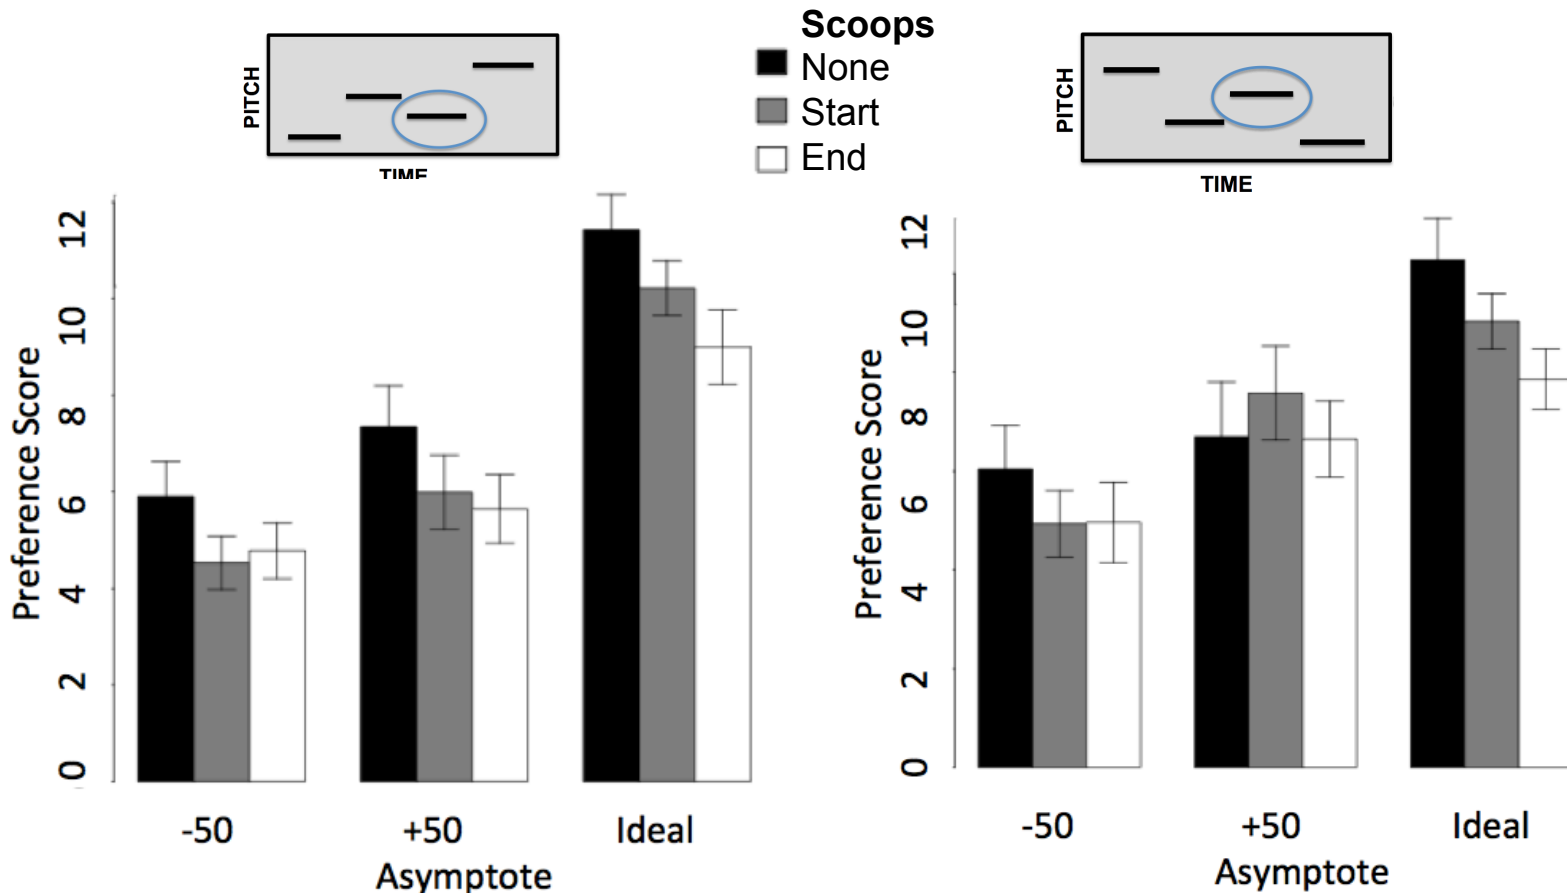 Scoops
None
Start
End
PITCH
TIME
PITCH
TIME
Preference Score
12
10
8
6
4
2
0
-50 +50 Ideal
Asymptote
Preference Score
12
10
8
6
4
2
0
-50 +50 Ideal
Asymptote